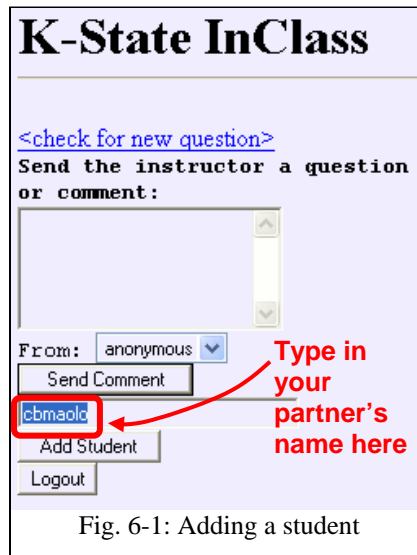 K-State InClass
<check for new question>
Send the instructor a question
or comment:
From: anonymous
Send Comment
Type in
your
partner's
name here
cbmaolo
Add Student
Logout
Fig. 6-1: Adding a student